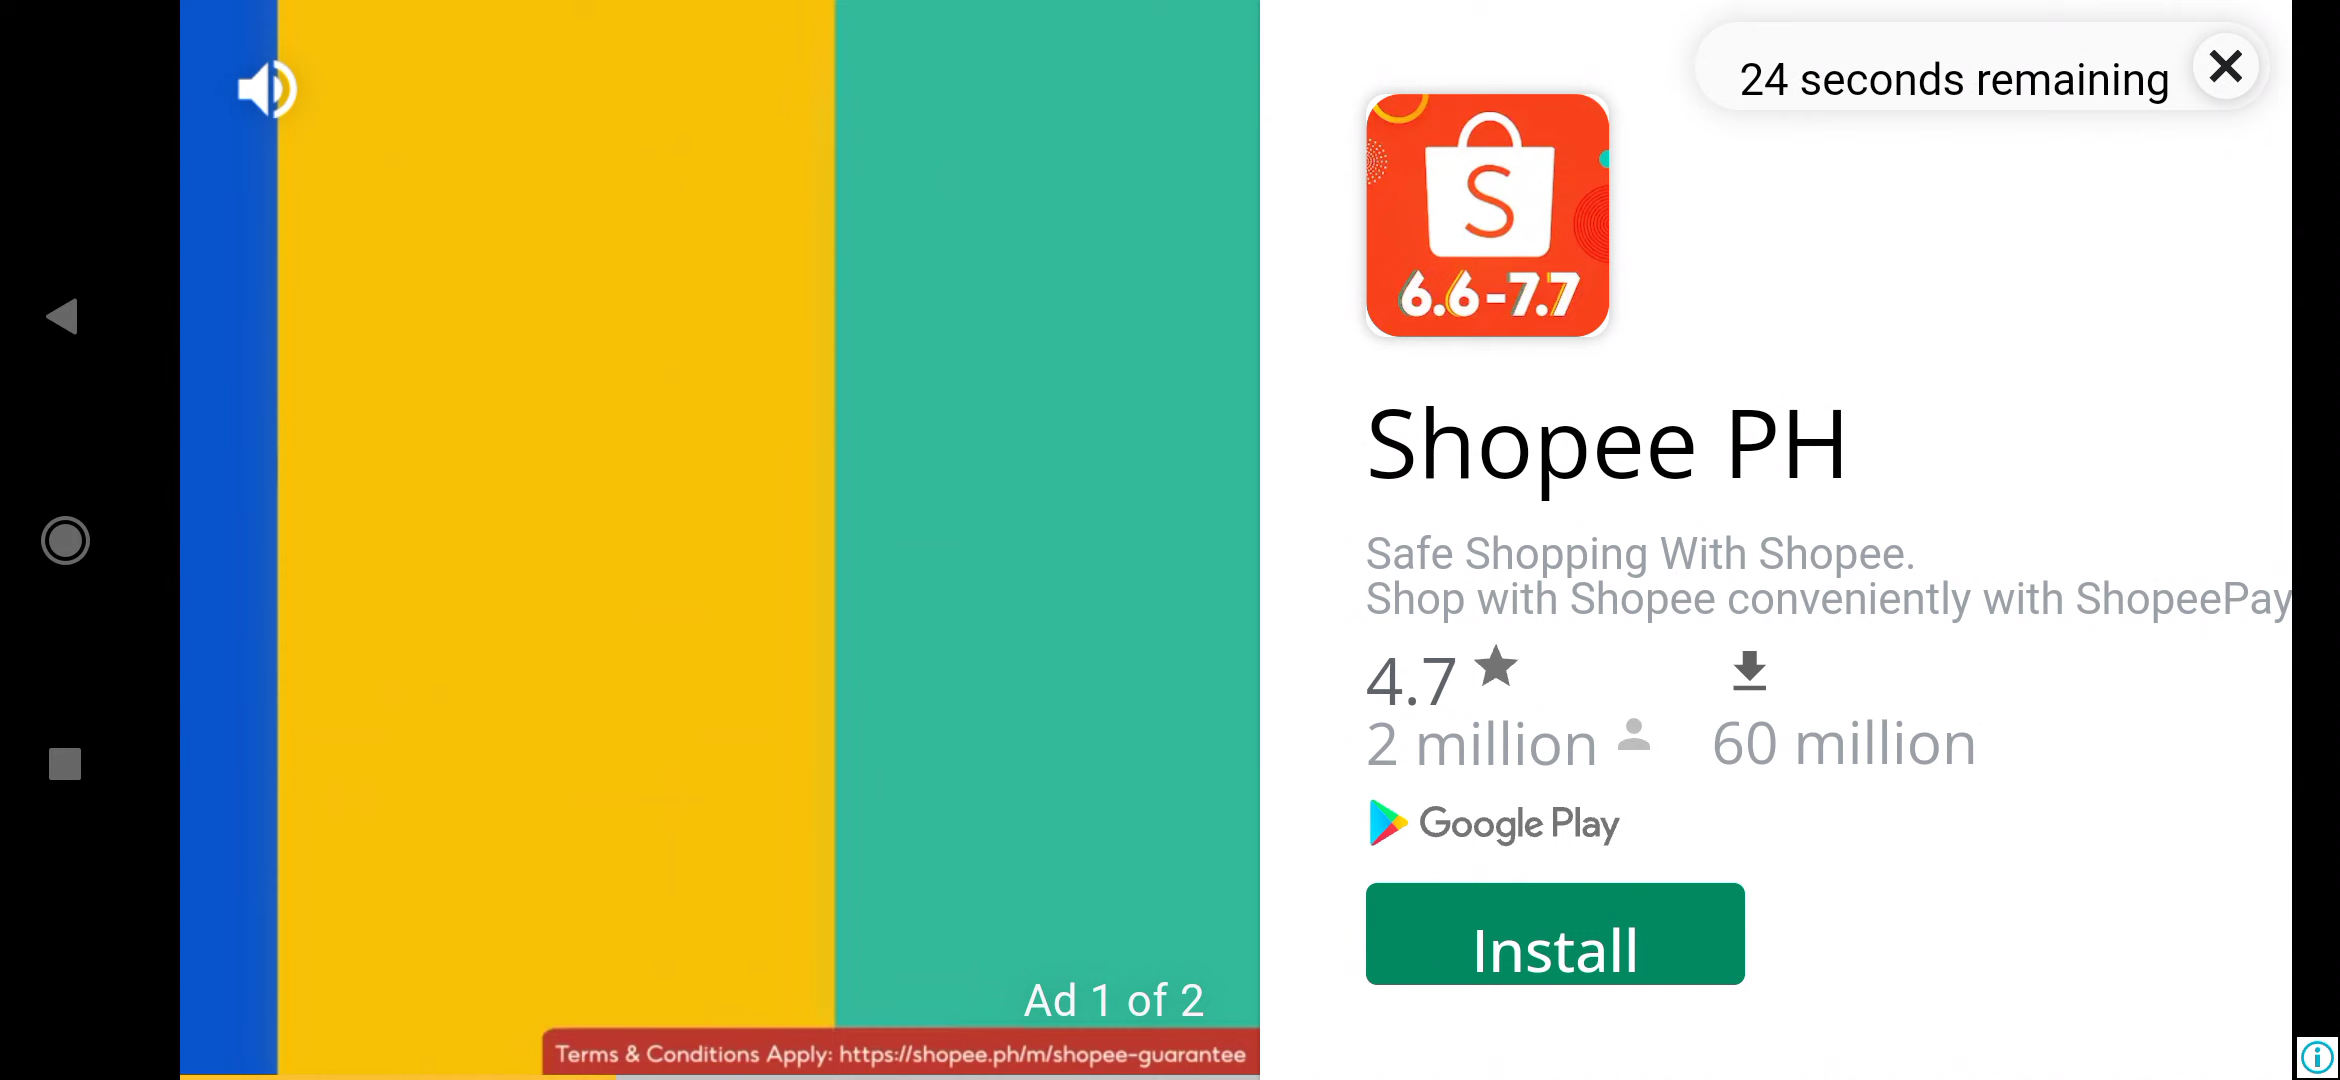 24 seconds remaining
S
6.6-7.7
Shopee PH
Safe Shopping With Shopee.
Shop with Shopee conveniently with ShopeePay
4.7
2 million
60 million
Google Play
Install
Ad 1 of 2
Terms & Conditions Apply: https://shopee.ph/m/shopee-guarantee